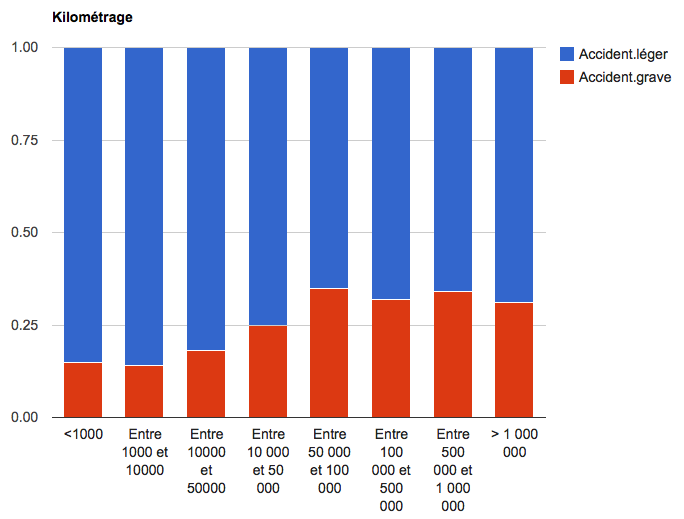 Kilométrage
1.00
0.75
0.50
0.25
0.00
Accident.léger
Accident.grave
<1000
Entre
1000 et
10000
Entre
10000
et
50000
Entre
10 000
et 50
000
Entre
50 000
et 100
000
Entre
100
000 et
500
000
Entre
500
000 et
1 000
000
> 1 000
000